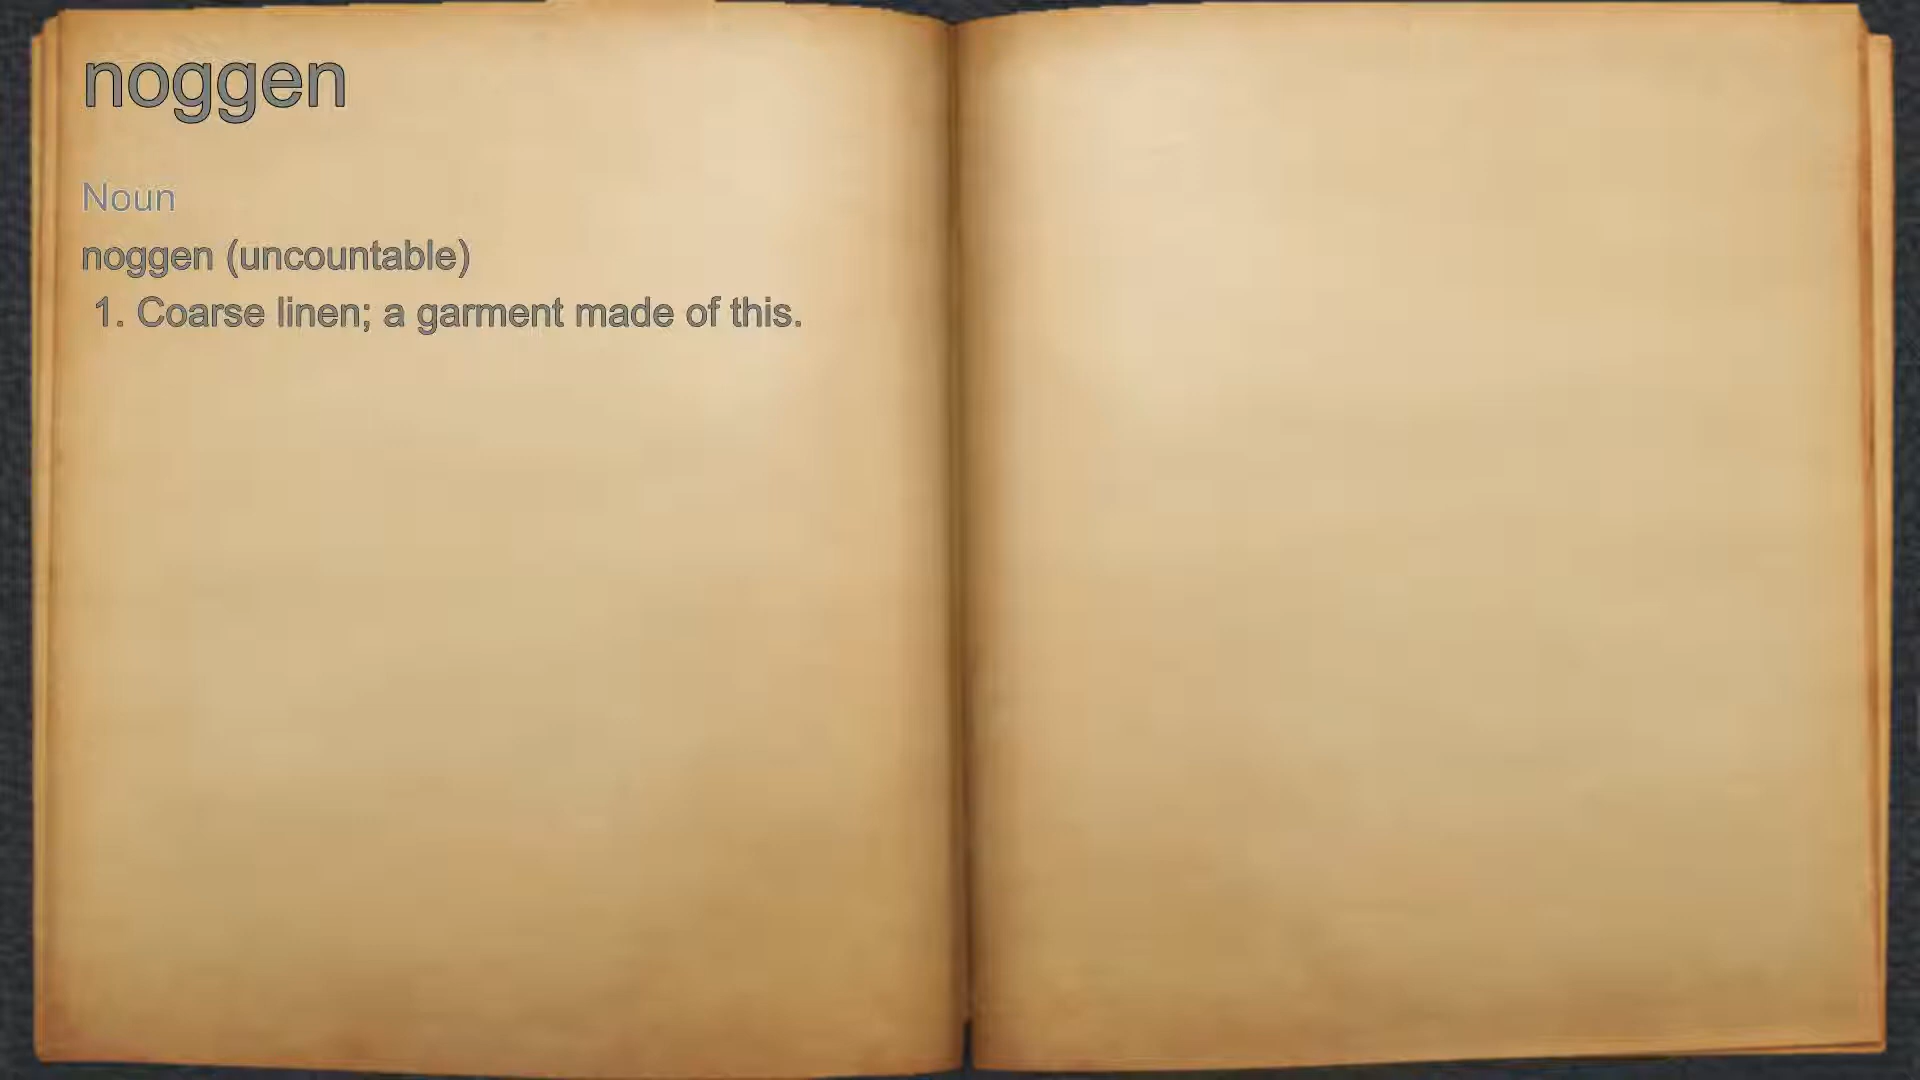 noggen
Noun
noggen (uncountable)
1. Coarse linen; a garment made of this.